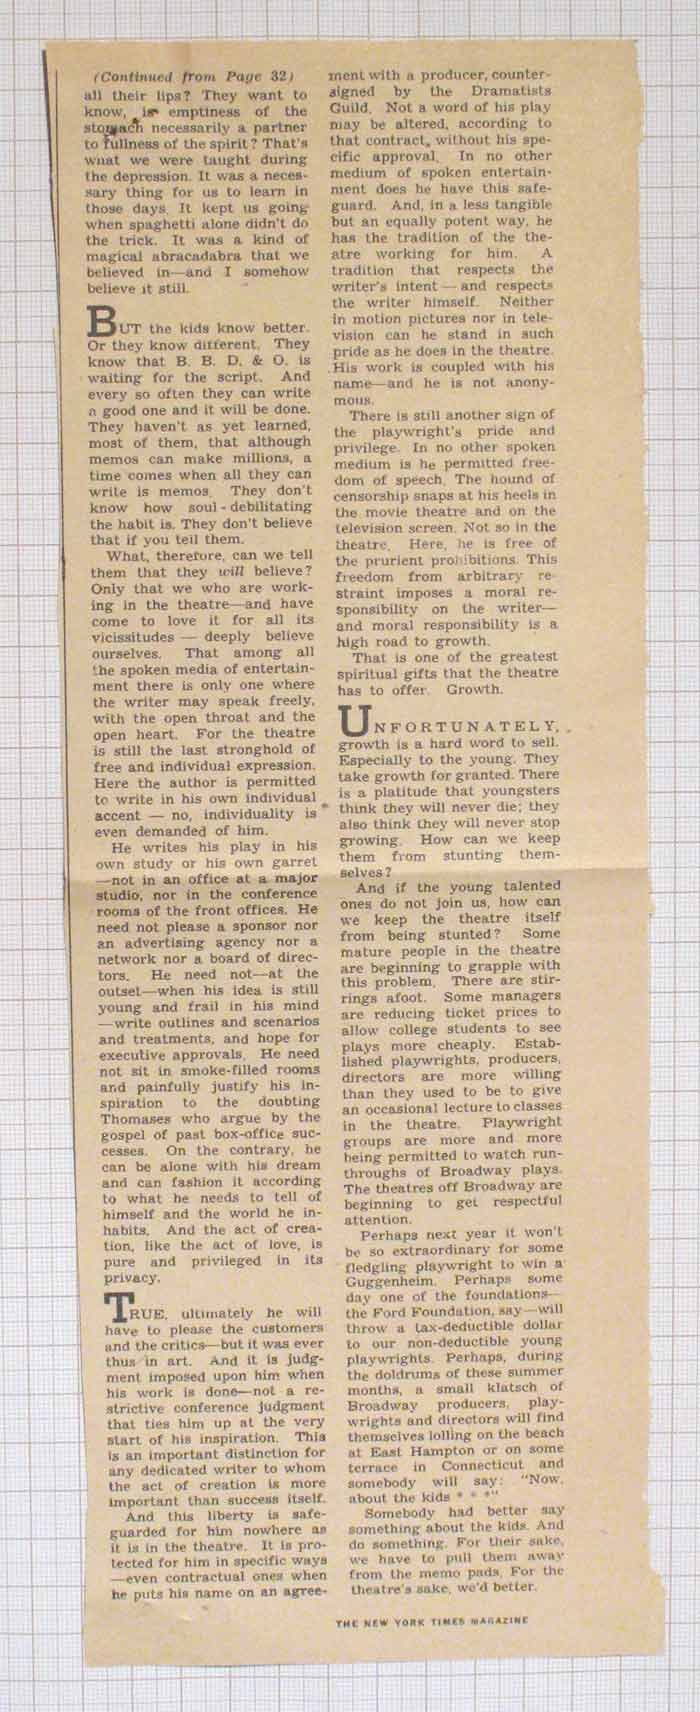 (Continued from Page 32)
all their lips? They want to
know, is emptiness of the
stomach necessarily a partner
to fullness of the spirit? That's
what we were taught during
the depression. It was a neces-
sary thing for us to learn in
those days. It kept us going
when spaghetti alone didn't do
the trick. It was a kind of
magical abracadabra that we
believed in—and I somehow
believe it still.
BUT the kids know better.
Or they know different. They
know that B. B. D. & O. is
waiting for the script. And
every so often they can write
a good one and it will be done.
They haven't as yet learned,
most of them, that although
memos can make millions, a
time comes when all they can
write is memos. They don't
know how soul-debilitating
the habit is. They don't believe
that if you tell them.
What, therefore, can we tell
them that they will believe?
Only that we who are work-
ing in the theatre—and have
come to love it for all its
vicissitudes — deeply believe
ourselves. That among all
the spoken media of entertain-
ment there is only one where
the writer may speak freely,
with the open throat and the
open heart. For the theatre
is still the last stronghold of
free and individual expression.
Here the author is permitted
to write in his own individual
accent — no, individuality is
even demanded of him.
He writes his play in his
own study or his own garret
—not in an office at a major
studio, nor in the conference
rooms of the front offices. He
need not please a sponsor nor
an advertising agency nor a
network nor a board of direc-
tors. He need not—at the
outset—when his idea is still
young and frail in his mind
—write outlines and scenarios
and treatments, and hope for
executive approvals. He need
not sit in smoke-filled rooms
and painfully justify his in-
spiration to the doubting
Thomases who argue by the
gospel of past box-office suc-
cesses. On the contrary, he
can be alone with his dream
and can fashion it according
to what he needs to tell of
himself and the world he in-
habits. And the act of crea-
tion, like the act of love, is
pure and privileged in its
privacy.
TRUE, ultimately he will
have to please the customers
and the critics—but it was ever
thus in art. And it is judg-
ment imposed upon him when
his work is done—not a re-
strictive conference judgment
that ties him up at the very
start of his inspiration. This
is an important distinction for
any dedicated writer to whom
the act of creation is more
important than success itself.
And this liberty is safe-
guarded for him nowhere as
it is in the theatre. It is pro-
tected for him in specific ways
—even contractual ones when
he puts his name on an agree-
ment with a producer, counter-
signed by the Dramatists
Guild. Not a word of his play
may be altered, according to
that contract, without his spe-
cific approval. In no other
medium of spoken entertain-
ment does he have this safe-
guard. And, in a less tangible
but an equally potent way, he
has the tradition of the the-
atre working for him. A
tradition that respects the
writer's intent — and respects
the writer himself. Neither
in motion pictures nor in tele-
vision can he stand in such
pride as he does in the theatre.
His work is coupled with his
name—and he is not anony-
mous.
There is still another sign of
the playwright's pride and
privilege. In no other spoken
medium is he permitted free-
dom of speech. The hound of
censorship snaps at his heels in
the movie theatre and on the
television screen. Not so in the
theatre. Here, he is free of
the prurient prohibitions. This
freedom from arbitrary re-
straint imposes a moral re-
sponsibility on the writer—
and moral responsibility is a
high road to growth.
That is one of the greatest
spiritual gifts that the theatre
has to offer. Growth.
UNFORTUNATELY,
growth is a hard word to sell.
Especially to the young. They
take growth for granted. There
is a platitude that youngsters
think they will never die; they
also think they will never stop
growing. How can we keep
them from stunting them-
selves?
And if the young talented
ones do not join us, how can
we keep the theatre itself
from being stunted? Some
mature people in the theatre
are beginning to grapple with
this problem. There are stir-
rings afoot. Some managers
are reducing ticket prices to
allow college students to see
plays more cheaply. Estab-
lished playwrights, producers,
directors are more willing
than they used to be to give
an occasional lecture to classes
in the theatre. Playwright
groups are more and more
being permitted to watch run-
throughs of Broadway plays.
The theatres off Broadway are
beginning to get respectful
attention.
Perhaps next year it won't
be so extraordinary for some
fledgling playwright to win a
Guggenheim. Perhaps some
day one of the foundations—
the Ford Foundation, say—will
throw a tax-deductible dollar
to our non-deductible young
playwrights. Perhaps, during
the doldrums of these summer
months, a small klatsch of
Broadway producers, play-
wrights and directors will find
themselves lolling on the beach
at East Hampton or on some
terrace in Connecticut and
somebody will say: "Now,
about the kids * * *"
Somebody had better say
something about the kids. And
do something. For their sake,
we have to pull them away
from the memo pads. For the
theatre's sake, we'd better.
THE NEW YORK TIMES MAGAZINE